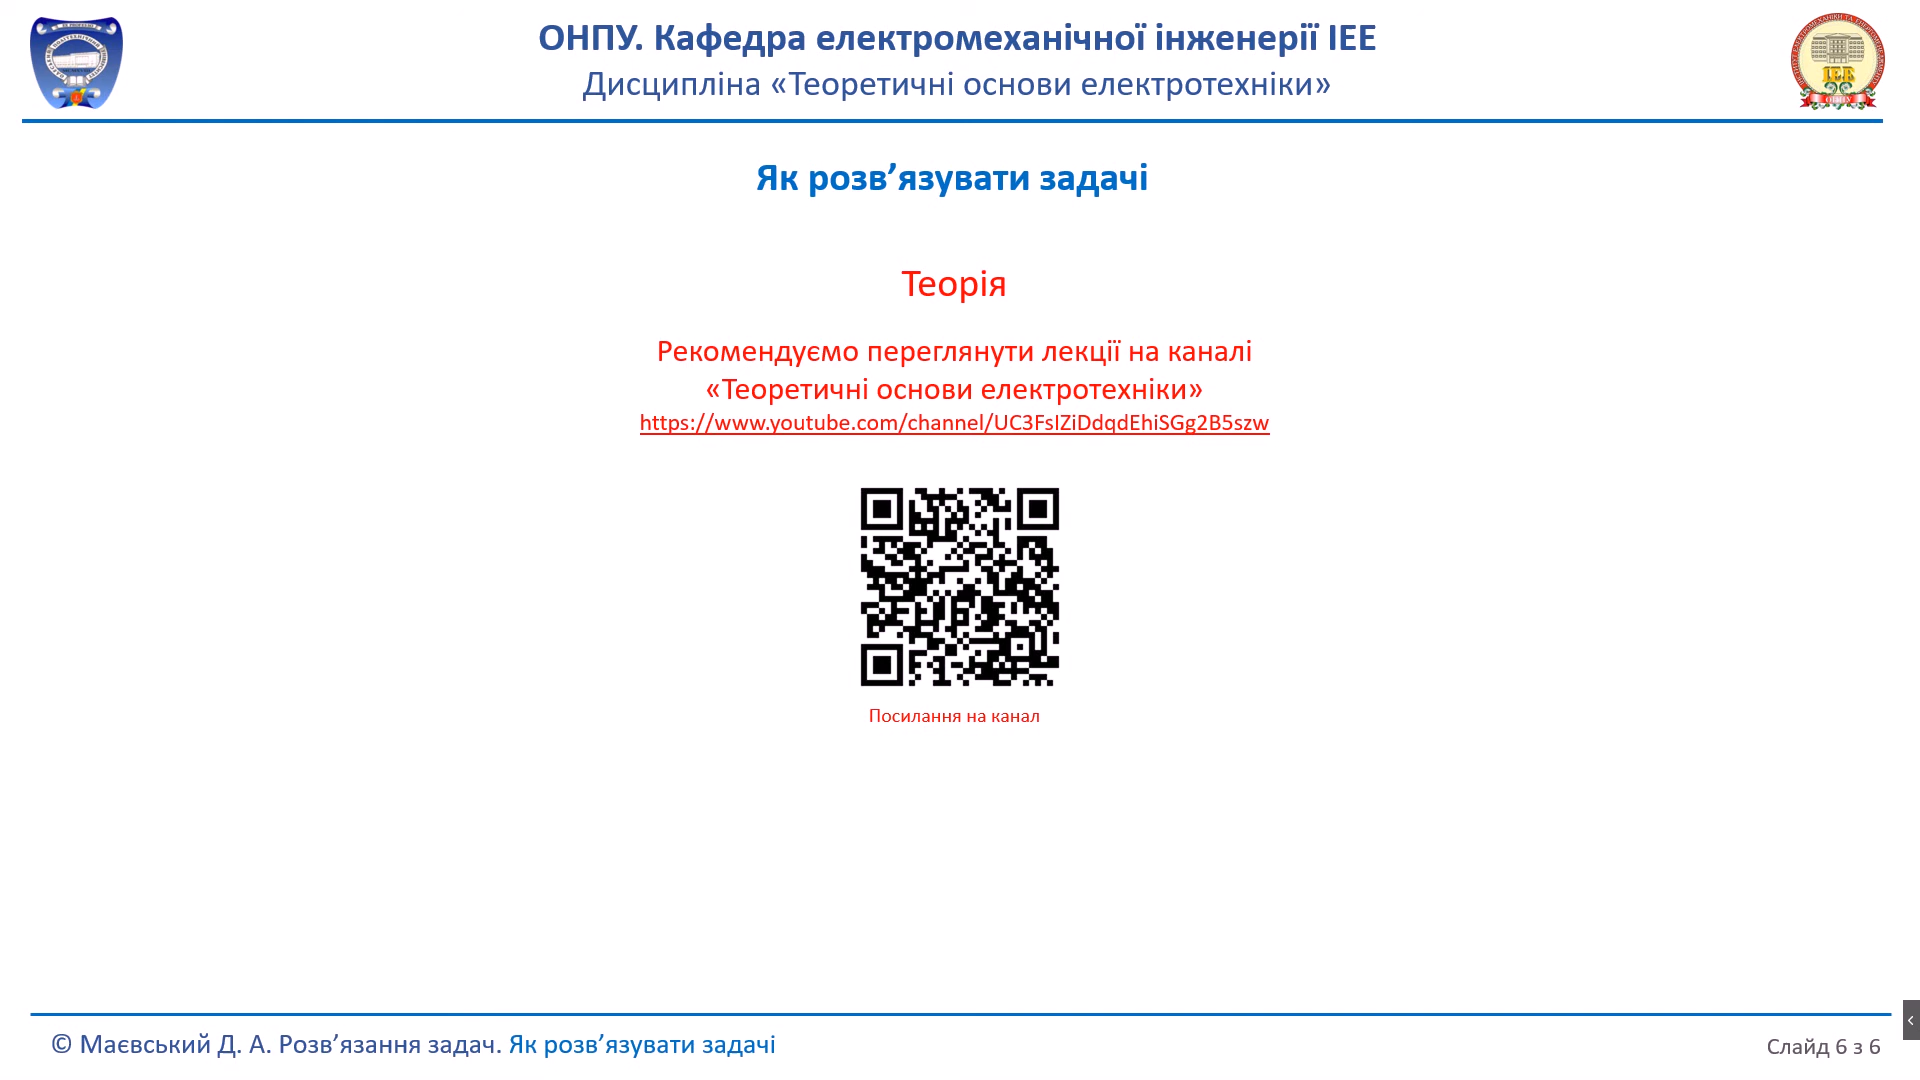 ОНПУ. Кафедра електромеханічної інженерії ІЕЕ
Дисципліна «Теоретичні основи електротехніки»
ІЕЕ
ОНПУ
Як розв’язувати задачі
Теорія
Рекомендуємо переглянути лекції на каналі
«Теоретичні основи електротехніки»
https://www.youtube.com/channel/UC3FsIZiDdqdEhiSGg2B5szw
Посилання на канал
© Маєвський Д. А. Розв’язання задач. Як розв’язувати задачі
Слайд 6 з 6